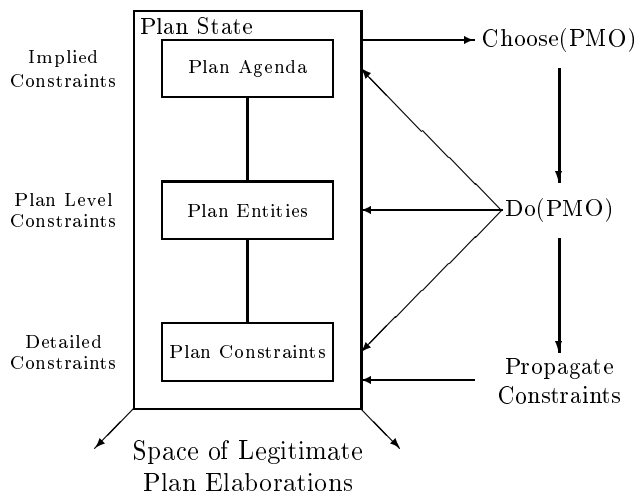 Plan State
Implied
Constraints
Plan Agenda
Choose(PMO)
Plan Level
Constraints
Plan Entities
Do(PMO)
Detailed
Constraints
Plan Constraints
Propagate
Constraints
Space of Legitimate
Plan Elaborations